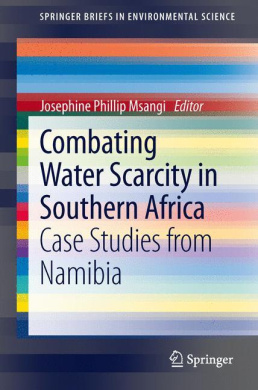 SPRINGER BRIEFS IN ENVIRONMENTAL SCIENCE
Josephine Phillip Msangi Editor
Combating
Water Scarcity in
Southern Africa
Case Studies from
Namibia
Springer